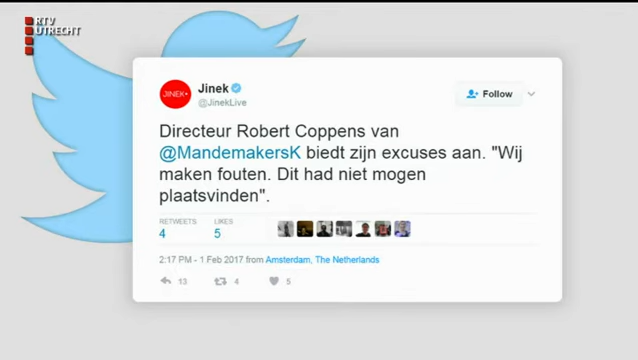 RTV
UTRECHT
Jinek
JINEK
@JinekLive
Follow
Directeur Robert Coppens van
@MandemakersK biedt zijn excuses aan. "Wij
maken fouten. Dit had niet mogen
plaatsvinden".
RETWEETS LIKES
4 5
2:17 PM - 1 Feb 2017 from Amsterdam, The Netherlands
13 4 5